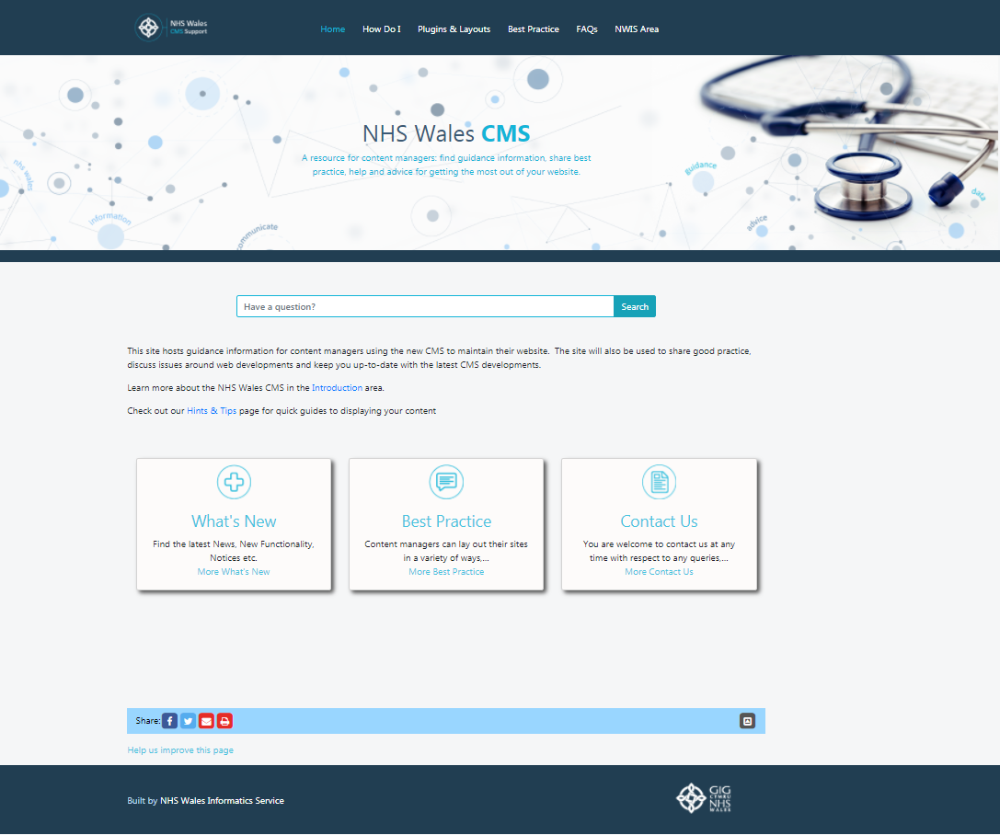 NHS Wales
CMS Support
Home How Do I Plugins & Layouts Best Practice FAQs NWIS Area
NHS Wales CMS
A resource for content managers: find guidance information, share best
practice, help and advice for getting the most out of your website.
nhs wales
information
communicate
guidance
advice
data
Have a question? Search
This site hosts guidance information for content managers using the new CMS to maintain their website. The site will also be used to share good practice,
discuss issues around web developments and keep you up-to-date with the latest CMS developments.
Learn more about the NHS Wales CMS in the Introduction area.
Check out our Hints & Tips page for quick guides to displaying your content
What's New
Find the latest News, New Functionality,
Notices etc.
More What's New
Best Practice
Content managers can lay out their sites
in a variety of ways,...
More Best Practice
Contact Us
You are welcome to contact us at any
time with respect to any queries,...
More Contact Us
Share:
Help us improve this page
Built by NHS Wales Informatics Service
GIG
CYMRU
NHS
WALES